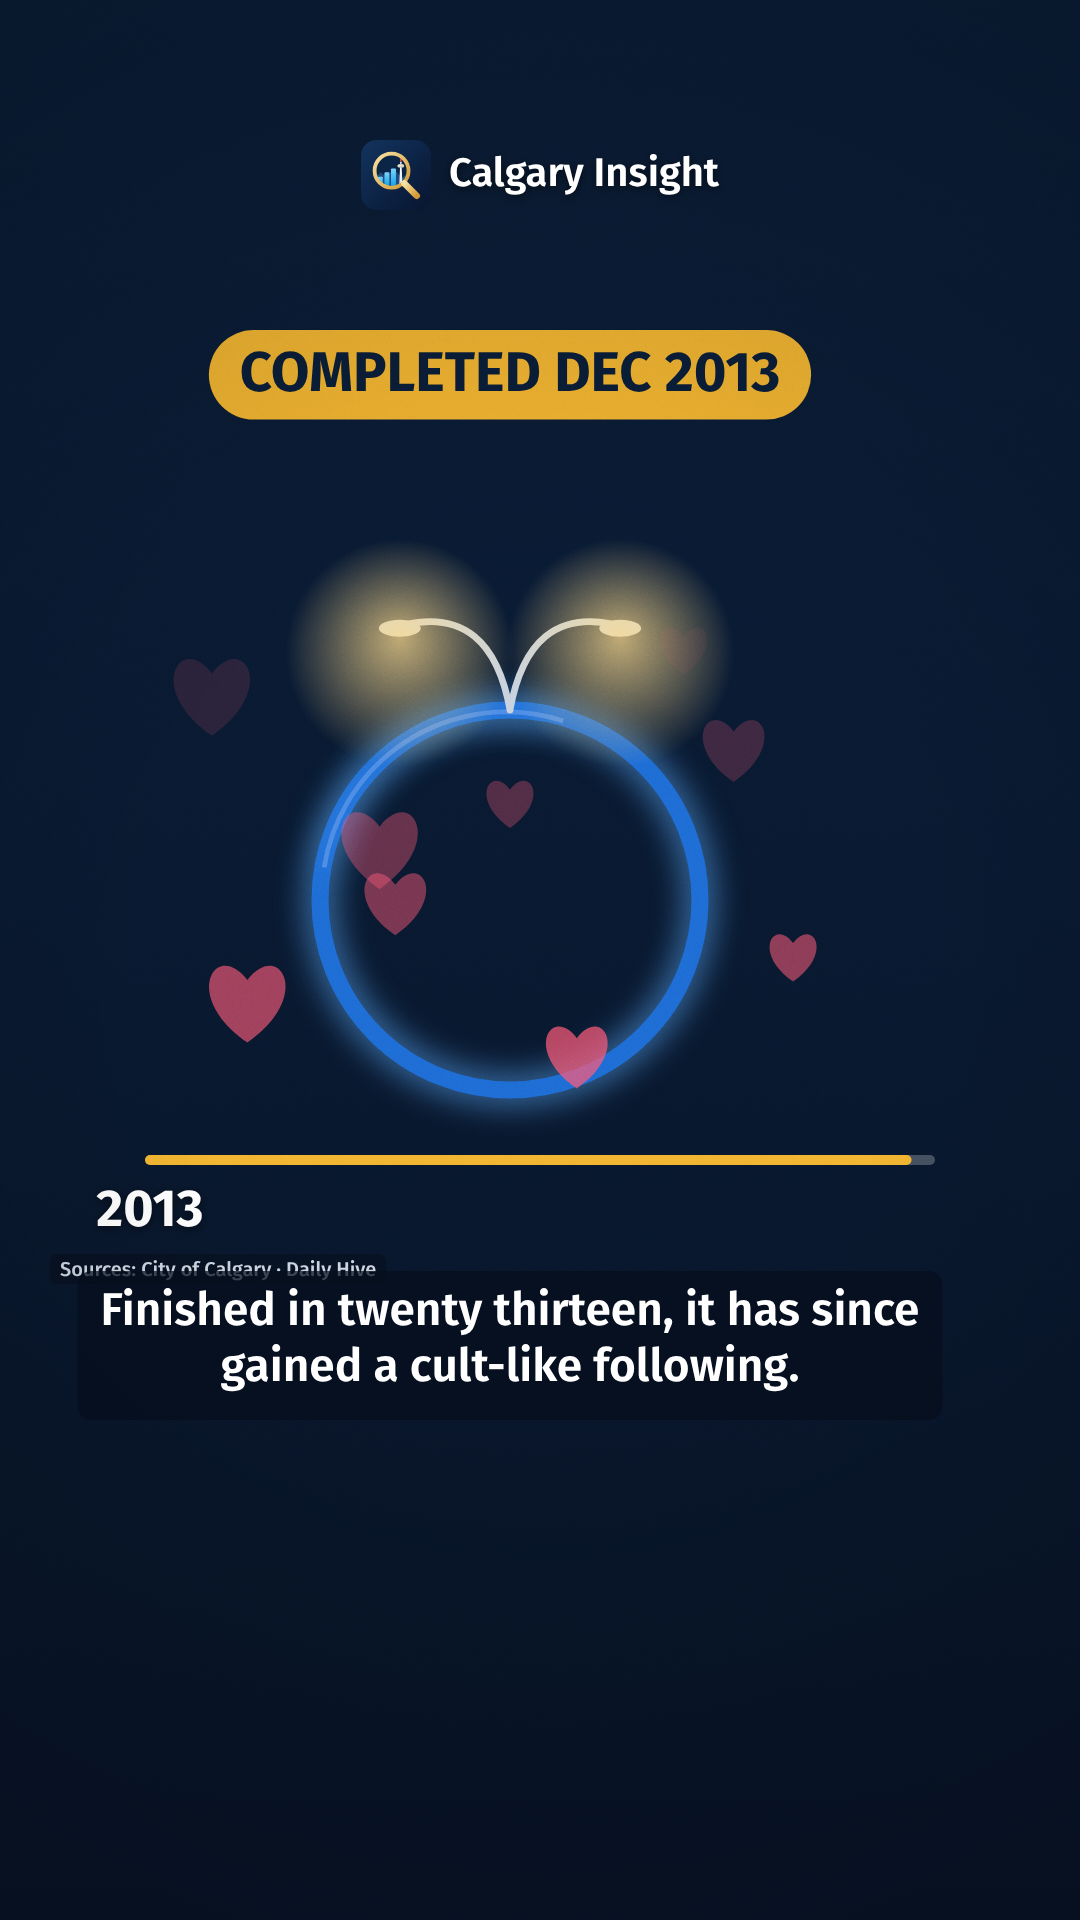 Calgary Insight
COMPLETED DEC 2013
2013
Sources: City of Calgary · Daily Hive
Finished in twenty thirteen, it has since
gained a cult-like following.